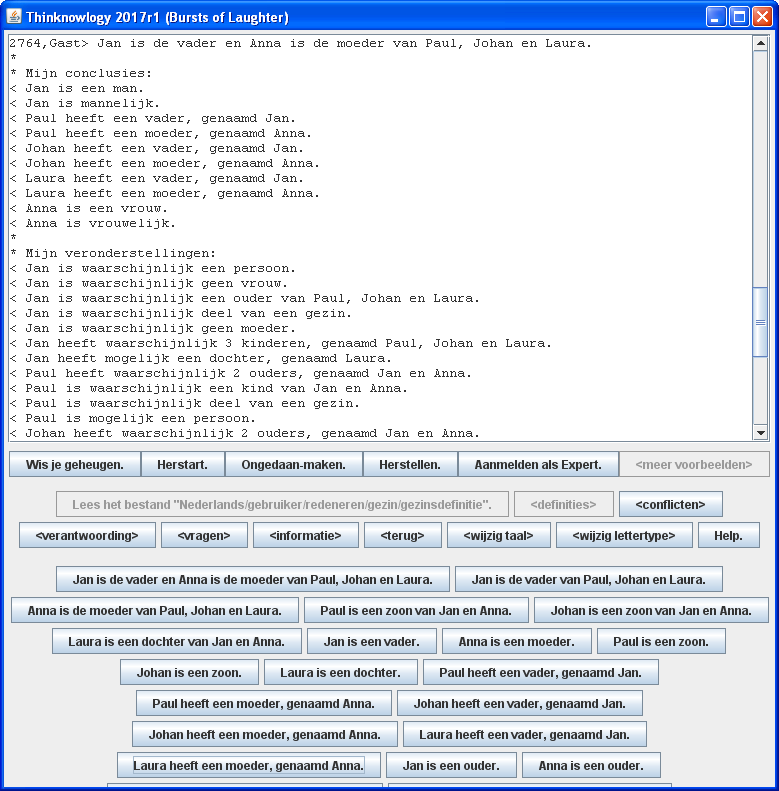 Thinknowlogy 2017r1 (Bursts of Laughter)
2764,Gast> Jan is de vader en Anna is de moeder van Paul, Johan en Laura.
*
* Mijn conclusies:
< Jan is een man.
< Jan is mannelijk.
< Paul heeft een vader, genaamd Jan.
< Paul heeft een moeder, genaamd Anna.
< Johan heeft een vader, genaamd Jan.
< Johan heeft een moeder, genaamd Anna.
< Laura heeft een vader, genaamd Jan.
< Laura heeft een moeder, genaamd Anna.
< Anna is een vrouw.
< Anna is vrouwelijk.
*
* Mijn veronderstellingen:
< Jan is waarschijnlijk een persoon.
< Jan is waarschijnlijk geen vrouw.
< Jan is waarschijnlijk een ouder van Paul, Johan en Laura.
< Jan is waarschijnlijk deel van een gezin.
< Jan is waarschijnlijk geen moeder.
< Jan heeft waarschijnlijk 3 kinderen, genaamd Paul, Johan en Laura.
< Jan heeft mogelijk een dochter, genaamd Laura.
< Paul heeft waarschijnlijk 2 ouders, genaamd Jan en Anna.
< Paul is waarschijnlijk een kind van Jan en Anna.
< Paul is waarschijnlijk deel van een gezin.
< Paul is mogelijk een persoon.
< Johan heeft waarschijnlijk 2 ouders, genaamd Jan en Anna.
Wis je geheugen. Herstart. Ongedaan-maken. Herstellen. Aanmelden als Expert. <meer voorbeelden>
Lees het bestand "Nederlands/gebruiker/redeneren/gezin/gezinsdefinitie". <definities> <conflicten>
<verantwoording> <vragen> <informatie> <terug> <wijzig taal> <wijzig lettertype> Help.
Jan is de vader en Anna is de moeder van Paul, Johan en Laura. Jan is de vader van Paul, Johan en Laura.
Anna is de moeder van Paul, Johan en Laura. Paul is een zoon van Jan en Anna. Johan is een zoon van Jan en Anna.
Laura is een dochter van Jan en Anna. Jan is een vader. Anna is een moeder. Paul is een zoon.
Johan is een zoon. Laura is een dochter. Paul heeft een vader, genaamd Jan.
Paul heeft een moeder, genaamd Anna. Johan heeft een vader, genaamd Jan.
Johan heeft een moeder, genaamd Anna. Laura heeft een vader, genaamd Jan.
Laura heeft een moeder, genaamd Anna. Jan is een ouder. Anna is een ouder.